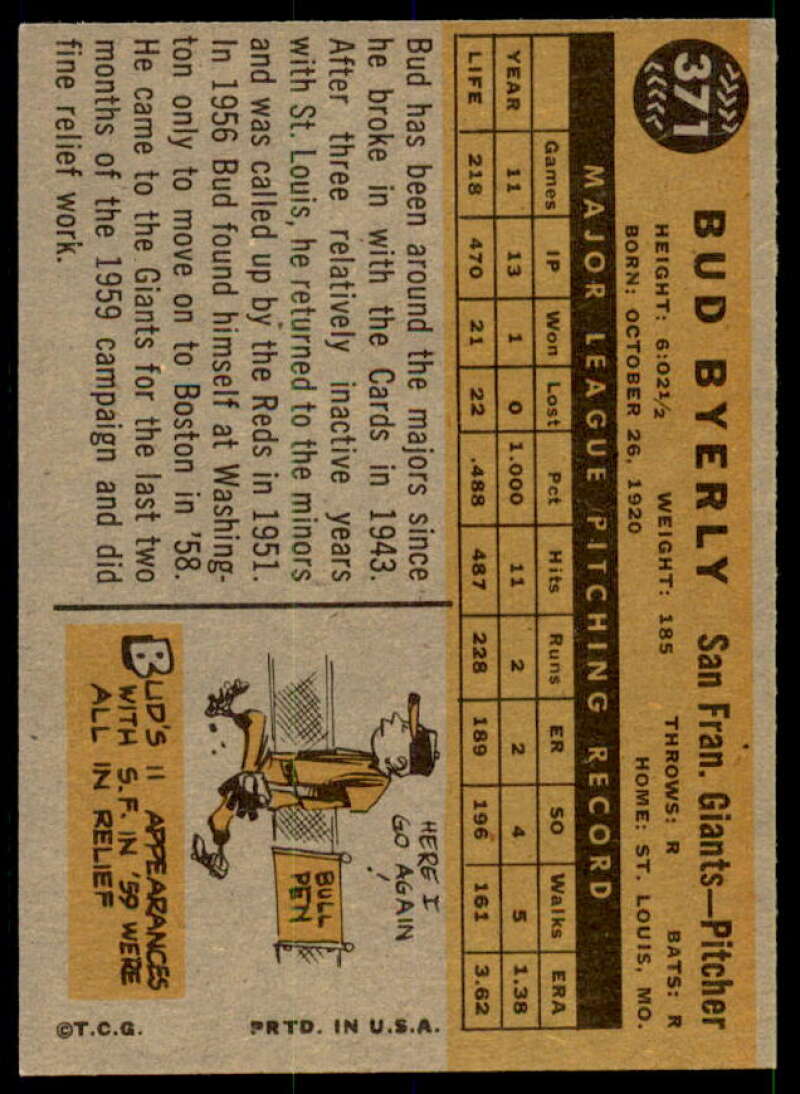 371
BUD BYERLY San Fran. Giants—Pitcher
HEIGHT: 6:02½ WEIGHT: 185 THROWS: R BATS: R
BORN: OCTOBER 26, 1920 HOME: ST. LOUIS, MO.
MAJOR LEAGUE PITCHING RECORD
Games IP Won Lost Pct Hits Runs ER SO Walks ERA
YEAR 11 13 1 0 1.000 11 2 2 4 5 1.38
LIFE 218 470 21 22 .488 487 228 189 196 161 3.62
Bud has been around the majors since
he broke in with the Cards in 1943.
After three relatively inactive years
with St. Louis, he returned to the minors
and was called up by the Reds in 1951.
In 1956 Bud found himself at Washing-
ton only to move on to Boston in '58.
He came to the Giants for the last two
months of the 1959 campaign and did
fine relief work.
HERE I
GO AGAIN!
BULL
PEN
BUD'S 11 APPEARANCES
WITH S.F. IN '59 WERE
ALL IN RELIEF
©T.C.G. PRTD. IN U.S.A.